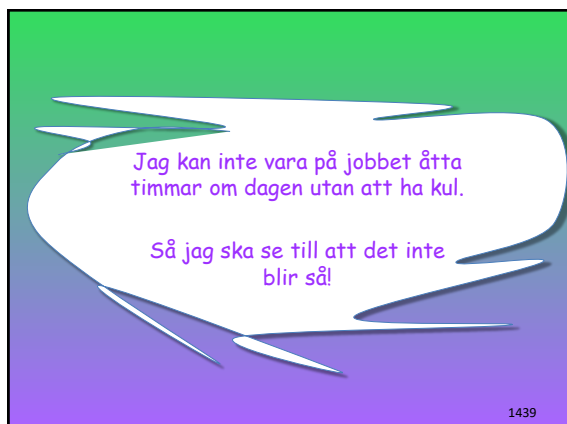 Jag kan inte vara på jobbet åtta
timmar om dagen utan att ha kul.
Så jag ska se till att det inte
blir så!
1439